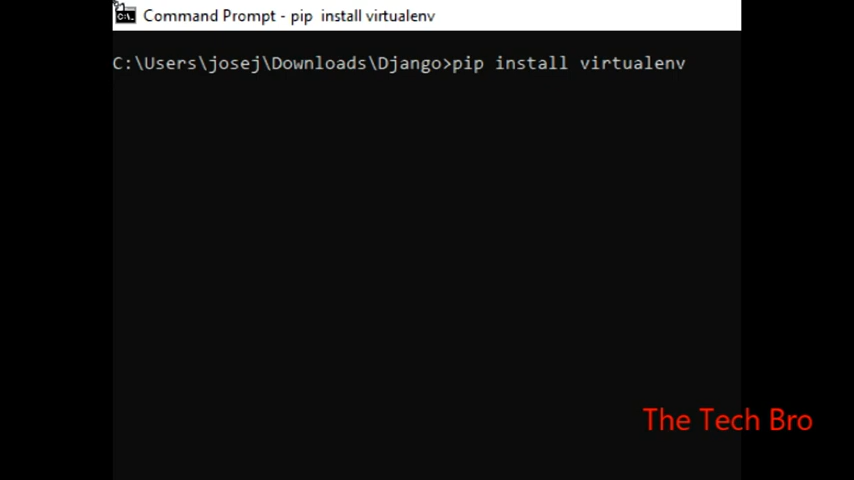 Command Prompt - pip  install virtualenv
C:\Users\josej\Downloads\Django>pip install virtualenv
The Tech Bro